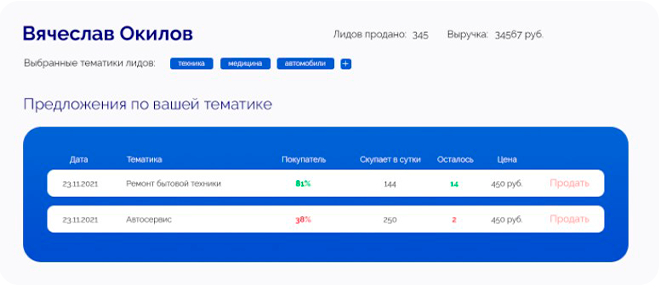 Вячеслав Окилов Лидов продано: 345 Выручка: 34567 руб.
Выбранные тематики лидов: техника медицина автомобили +
Предложения по вашей тематике
Дата Тематика Покупатель Скупает в сутки Осталось Цена
23.11.2021 Ремонт бытовой техники 81% 144 14 450 руб. Продать
23.11.2021 Автосервис 38% 250 2 450 руб. Продать